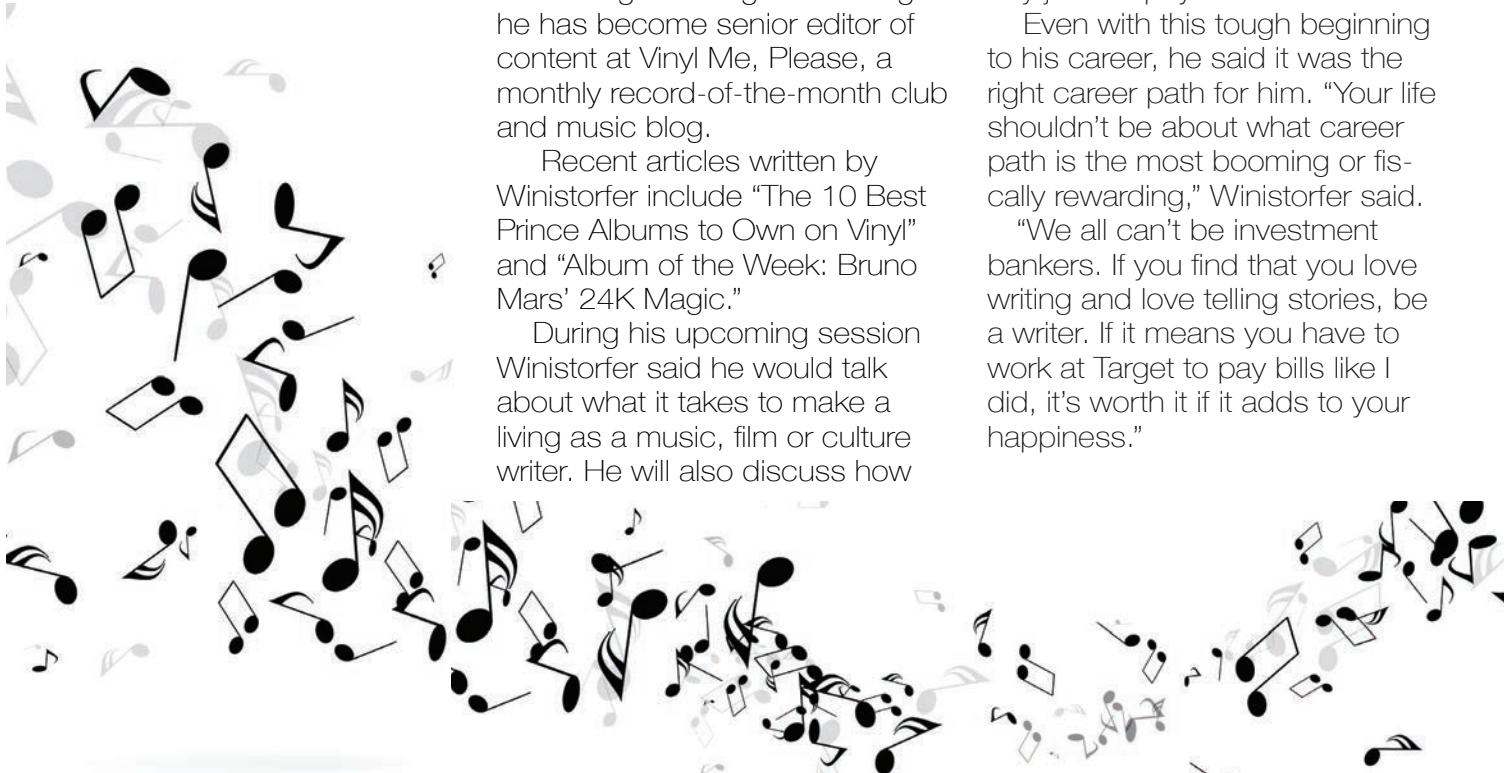 he has become senior editor of
content at Vinyl Me, Please, a
monthly record-of-the-month club
and music blog.
Recent articles written by
Winistorfer include “The 10 Best
Prince Albums to Own on Vinyl”
and “Album of the Week: Bruno
Mars’ 24K Magic.”
During his upcoming session
Winistorfer said he would talk
about what it takes to make a
living as a music, film or culture
writer. He will also discuss how
Even with this tough beginning
to his career, he said it was the
right career path for him. “Your life
shouldn’t be about what career
path is the most booming or fis-
cally rewarding,” Winistorfer said.
“We all can’t be investment
bankers. If you find that you love
writing and love telling stories, be
a writer. If it means you have to
work at Target to pay bills like I
did, it’s worth it if it adds to your
happiness.”